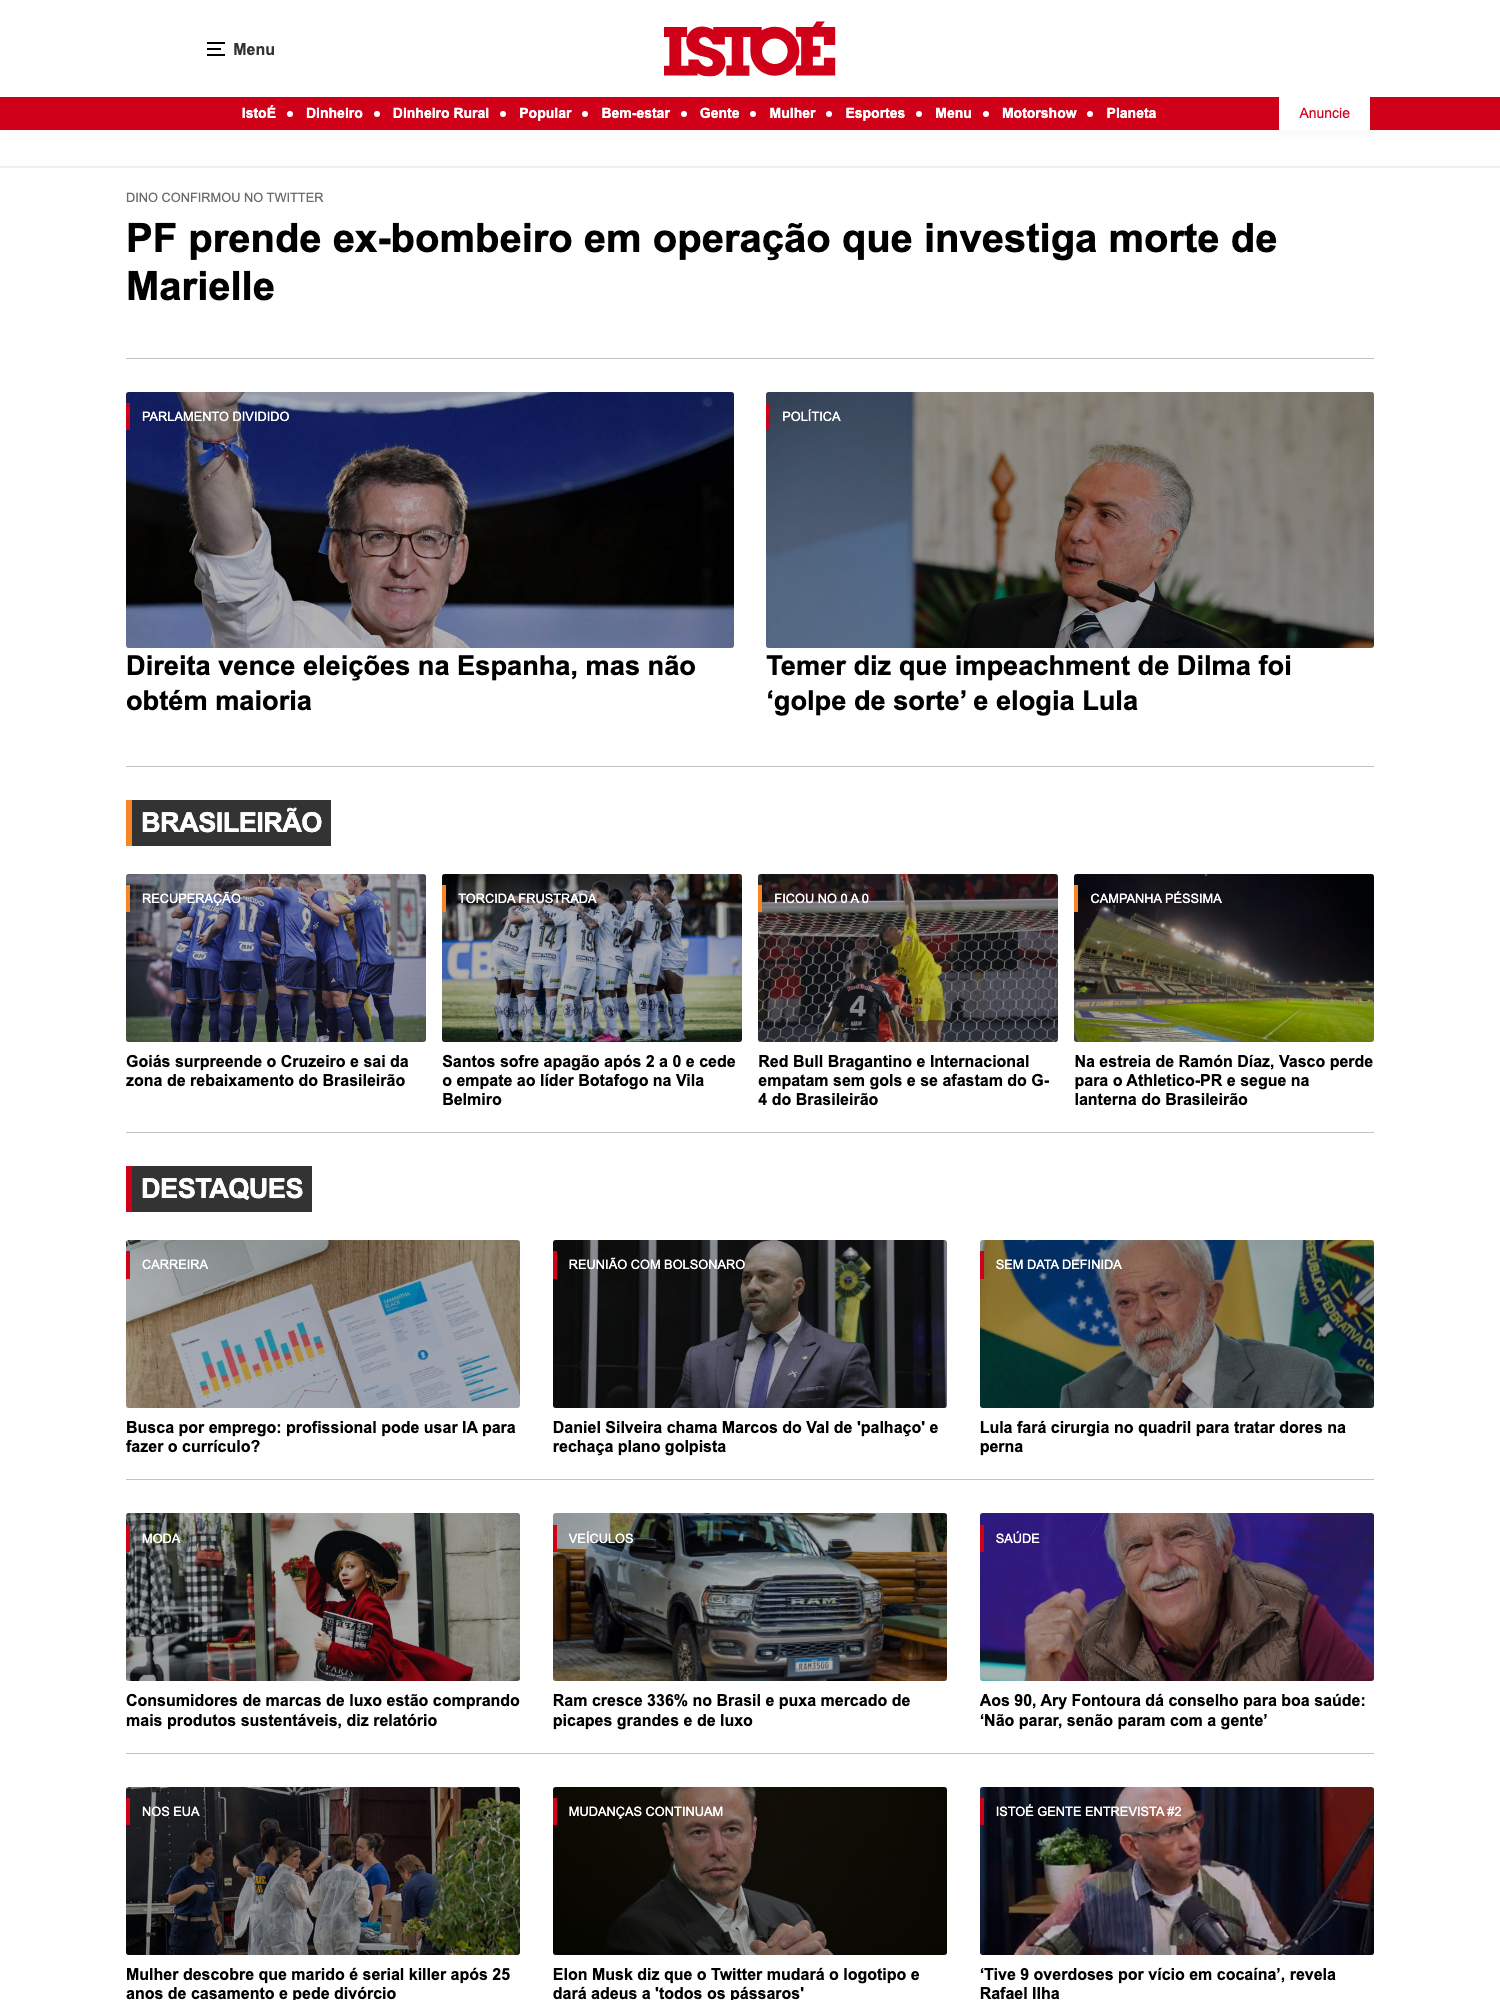 Menu
ISTOÉ
IstoÉ • Dinheiro • Dinheiro Rural • Popular • Bem-estar • Gente • Mulher • Esportes • Menu • Motorshow • Planeta
Anuncie
DINO CONFIRMOU NO TWITTER
PF prende ex-bombeiro em operação que investiga morte de
Marielle
PARLAMENTO DIVIDIDO
Direita vence eleições na Espanha, mas não
obtém maioria
POLÍTICA
Temer diz que impeachment de Dilma foi
‘golpe de sorte’ e elogia Lula
BRASILEIRÃO
RECUPERAÇÃO
Goiás surpreende o Cruzeiro e sai da
zona de rebaixamento do Brasileirão
TORCIDA FRUSTRADA
Santos sofre apagão após 2 a 0 e cede
o empate ao líder Botafogo na Vila
Belmiro
FICOU NO 0 A 0
Red Bull Bragantino e Internacional
empatam sem gols e se afastam do G-
4 do Brasileirão
CAMPANHA PÉSSIMA
Na estreia de Ramón Díaz, Vasco perde
para o Athletico-PR e segue na
lanterna do Brasileirão
DESTAQUES
CARREIRA
Busca por emprego: profissional pode usar IA para
fazer o currículo?
REUNIÃO COM BOLSONARO
Daniel Silveira chama Marcos do Val de 'palhaço' e
rechaça plano golpista
SEM DATA DEFINIDA
Lula fará cirurgia no quadril para tratar dores na
perna
MODA
PARIS
Consumidores de marcas de luxo estão comprando
mais produtos sustentáveis, diz relatório
VEÍCULOS
RAM
RAM3500
Ram cresce 336% no Brasil e puxa mercado de
picapes grandes e de luxo
SAÚDE
Aos 90, Ary Fontoura dá conselho para boa saúde:
‘Não parar, senão param com a gente’
NOS EUA
Mulher descobre que marido é serial killer após 25
anos de casamento e pede divórcio
MUDANÇAS CONTINUAM
Elon Musk diz que o Twitter mudará o logotipo e
dará adeus a 'todos os pássaros'
ISTOÉ GENTE ENTREVISTA #2
‘Tive 9 overdoses por vício em cocaína’, revela
Rafael Ilha